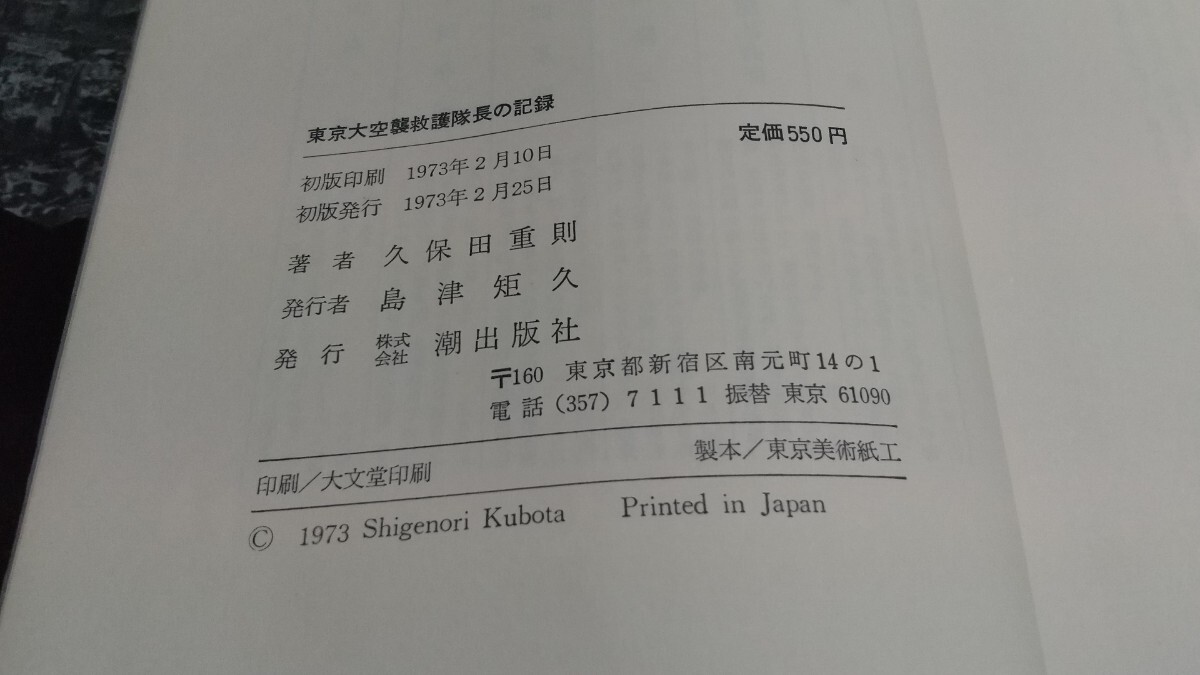 東京大空襲救護隊長の記録
定価550円
初版印刷 1973年2月10日
初版発行 1973年2月25日
著者 久保田重則
発行者 島津矩久
発行 株式会社 潮出版社
〒160 東京都新宿区南元町14の1
電話(357)7111 振替 東京 61090
印刷/大文堂印刷 製本/東京美術紙工
© 1973 Shigenori Kubota Printed in Japan